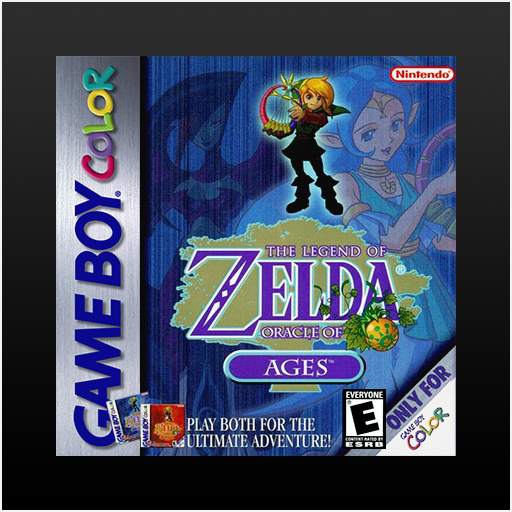 GAME BOY COLOR
Nintendo®
THE LEGEND OF
ZELDA®
ORACLE OF
AGES™
PLAY BOTH FOR THE
ULTIMATE ADVENTURE!
EVERYONE
E
CONTENT RATED BY
ESRB
ONLY FOR
GAME BOY
COLOR